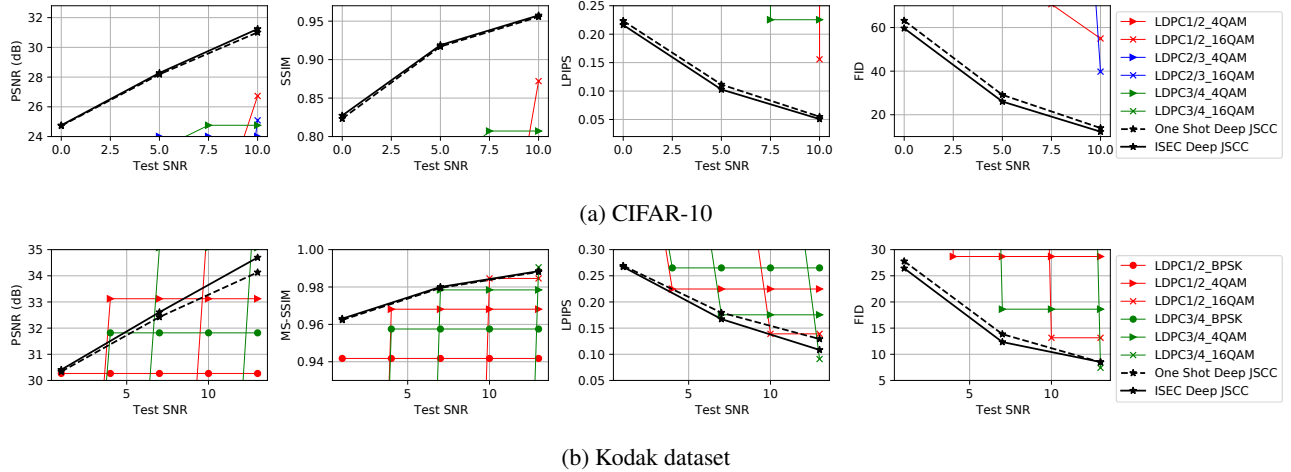 PSNR (dB)
32
30
28
26
24
0.0 2.5 5.0 7.5 10.0
Test SNR
SSIM
0.95
0.90
0.85
0.80
0.0 2.5 5.0 7.5 10.0
Test SNR
LPIPS
0.25
0.20
0.15
0.10
0.05
0.0 2.5 5.0 7.5 10.0
Test SNR
FID
60
40
20
0.0 2.5 5.0 7.5 10.0
Test SNR
LDPC1/2_4QAM
LDPC1/2_16QAM
LDPC2/3_4QAM
LDPC2/3_16QAM
LDPC3/4_4QAM
LDPC3/4_16QAM
One Shot Deep JSCC
ISEC Deep JSCC
(a) CIFAR-10
PSNR (dB)
35
34
33
32
31
30
5 10
Test SNR
MS-SSIM
1.00
0.98
0.96
0.94
5 10
Test SNR
LPIPS
0.30
0.25
0.20
0.15
0.10
0.05
5 10
Test SNR
FID
30
25
20
15
10
5
5 10
Test SNR
LDPC1/2_BPSK
LDPC1/2_4QAM
LDPC1/2_16QAM
LDPC3/4_BPSK
LDPC3/4_4QAM
LDPC3/4_16QAM
One Shot Deep JSCC
ISEC Deep JSCC
(b) Kodak dataset